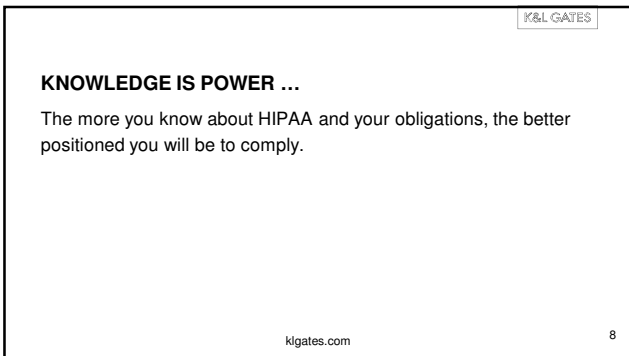 K&L GATES
KNOWLEDGE IS POWER …
The more you know about HIPAA and your obligations, the better
positioned you will be to comply.
klgates.com
8